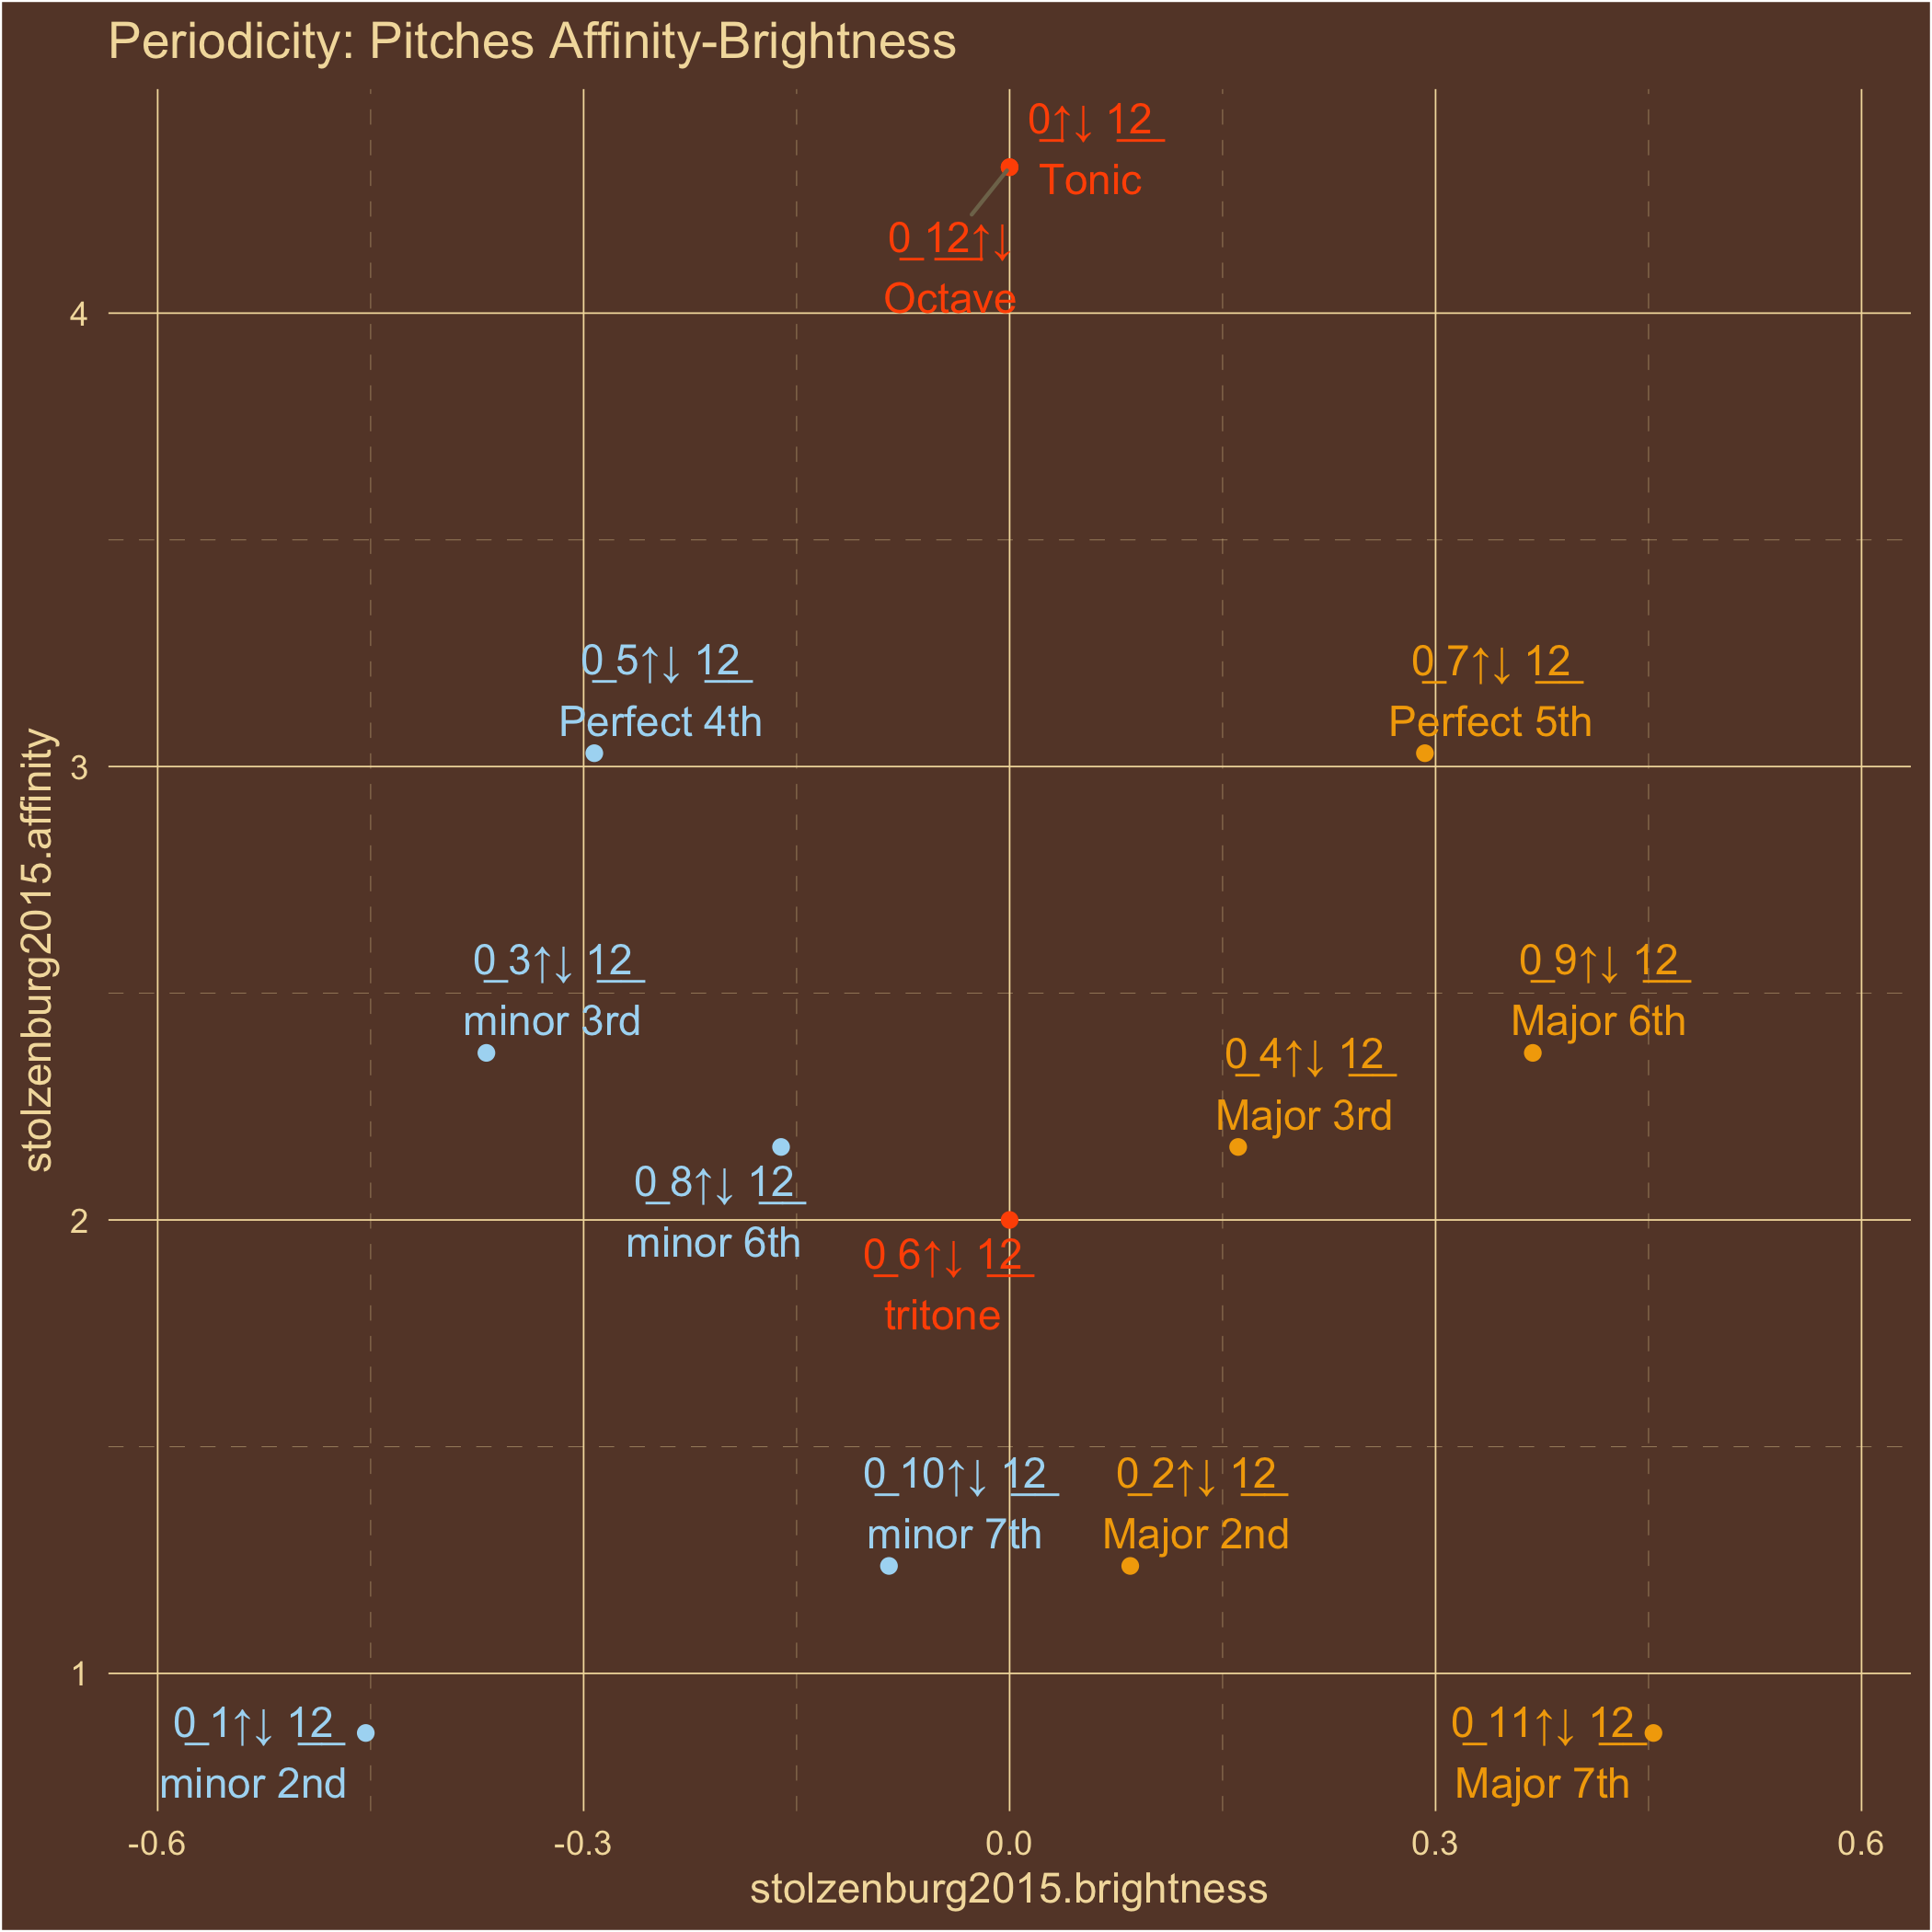 Periodicity: Pitches Affinity-Brightness
0↑↓ 12
Tonic
0 12↑↓
Octave
4
0 5↑↓ 12
Perfect 4th
0 7↑↓ 12
Perfect 5th
3
0 3↑↓ 12
minor 3rd
0 9↑↓ 12
Major 6th
0 4↑↓ 12
Major 3rd
0 8↑↓ 12
minor 6th
2
0 6↑↓ 12
tritone
0 10↑↓ 12
minor 7th
0 2↑↓ 12
Major 2nd
1
0 1↑↓ 12
minor 2nd
0 11↑↓ 12
Major 7th
stolzenburg2015.affinity
-0.6 -0.3 0.0 0.3 0.6
stolzenburg2015.brightness